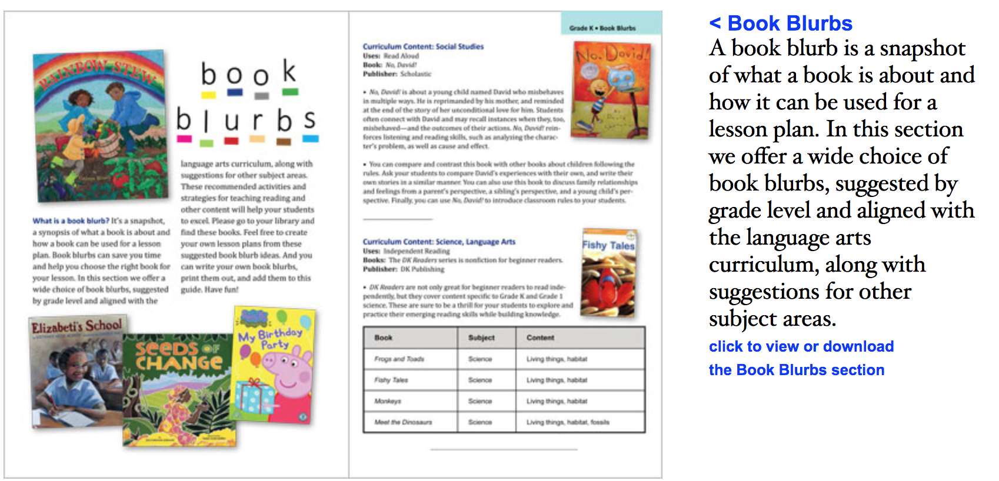 RAINBOW STEW
book
blurbs
language arts curriculum, along with
suggestions for other subject areas.
These recommended activities and
strategies for teaching reading and
other content will help your students
What is a book blurb? It's a snapshot,
a synopsis of what a book is about and
how a book can be used for a lesson
plan. Book blurbs can save you time
and help you choose the right book for
your lesson. In this section we offer a
wide choice of book blurbs, suggested
by grade level and aligned with the
to excel. Please go to your library and
find these books. Feel free to create
your own lesson plans from these
suggested book blurb ideas. And you
can write your own book blurbs,
print them out, and add them to this
guide. Have fun!
Elizabeti's School
SEEDS OF
CHANGE
My Birthday
Party
Grade K • Book Blurbs
Curriculum Content: Social Studies
Uses: Read Aloud
Book: No, David!
Publisher: Scholastic
No, David!
• No, David! is about a young child named David who misbehaves
in multiple ways. He is reprimanded by his mother, and reminded
at the end of the story of her unconditional love for him. Students
often connect with David and may recall instances when they, too,
misbehaved—and the outcomes of their actions. No, David! rein-
forces listening and reading skills, such as analyzing the charac-
ter's problem, as well as cause and effect.
• You can compare and contrast this book with other books about children following the
rules. Ask your students to compare David's experiences with their own, and write their
own stories in a similar manner. You can also use this book to discuss family relationships
and feelings from a parent's perspective, a sibling's perspective, and a young child's per-
spective. Finally, you can use No, David! to introduce classroom rules to your students.
Curriculum Content: Science, Language Arts
Uses: Independent Reading
Books: The DK Readers series is nonfiction for beginner readers.
Publisher: DK Publishing
Fishy Tales
• DK Readers are not only great for beginner readers to read inde-
pendently, but they cover content specific to Grade K and Grade 1
science. These are sure to be a thrill for your students to explore and
practice their emerging reading skills while building knowledge.
Book Subject Content
Frogs and Toads Science Living things, habitat
Fishy Tales Science Living things, habitat
Monkeys Science Living things, habitat
Meet the Dinosaurs Science Living things, habitat, fossils
< Book Blurbs
A book blurb is a snapshot
of what a book is about and
how it can be used for a
lesson plan. In this section
we offer a wide choice of
book blurbs, suggested by
grade level and aligned with
the language arts
curriculum, along with
suggestions for other
subject areas.
click to view or download
the Book Blurbs section